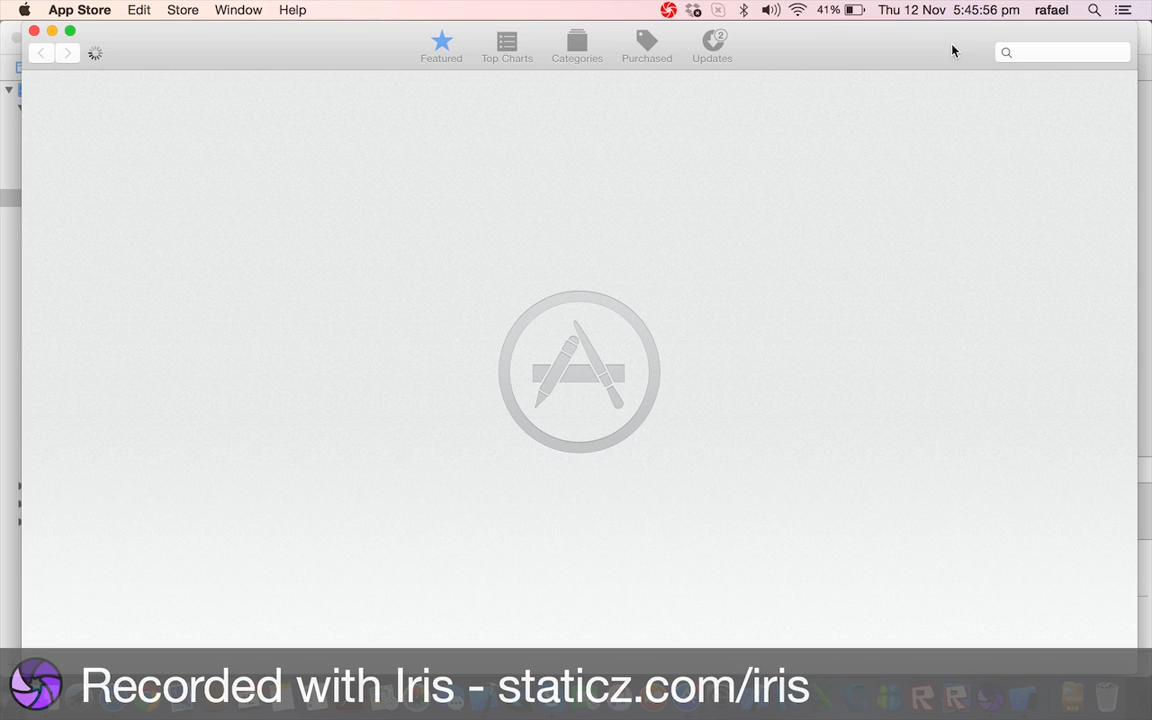 App Store Edit Store Window Help 41% Thu 12 Nov 5:45:56 pm rafael
2
Featured Top Charts Categories Purchased Updates
Recorded with Iris - staticz.com/iris